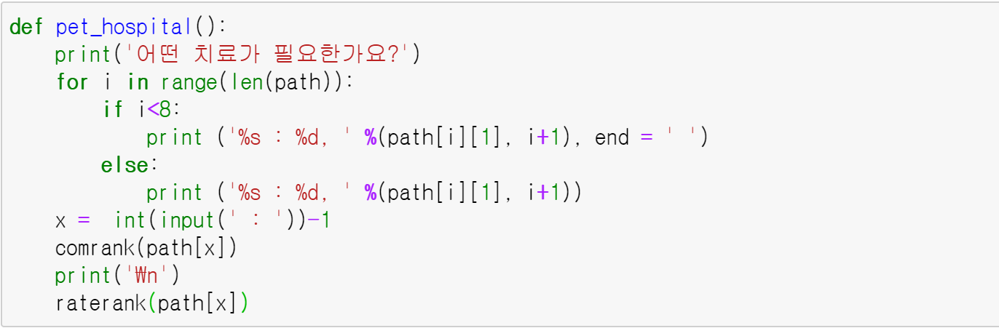 def pet_hospital():
    print('어떤 치료가 필요한가요?')
    for i in range(len(path)):
        if i<8:
            print ('%s : %d, ' %(path[i][1], i+1), end = ' ')
        else:
            print ('%s : %d, ' %(path[i][1], i+1))
    x =  int(input(' : '))-1
    comrank(path[x])
    print('₩n')
    raterank(path[x])